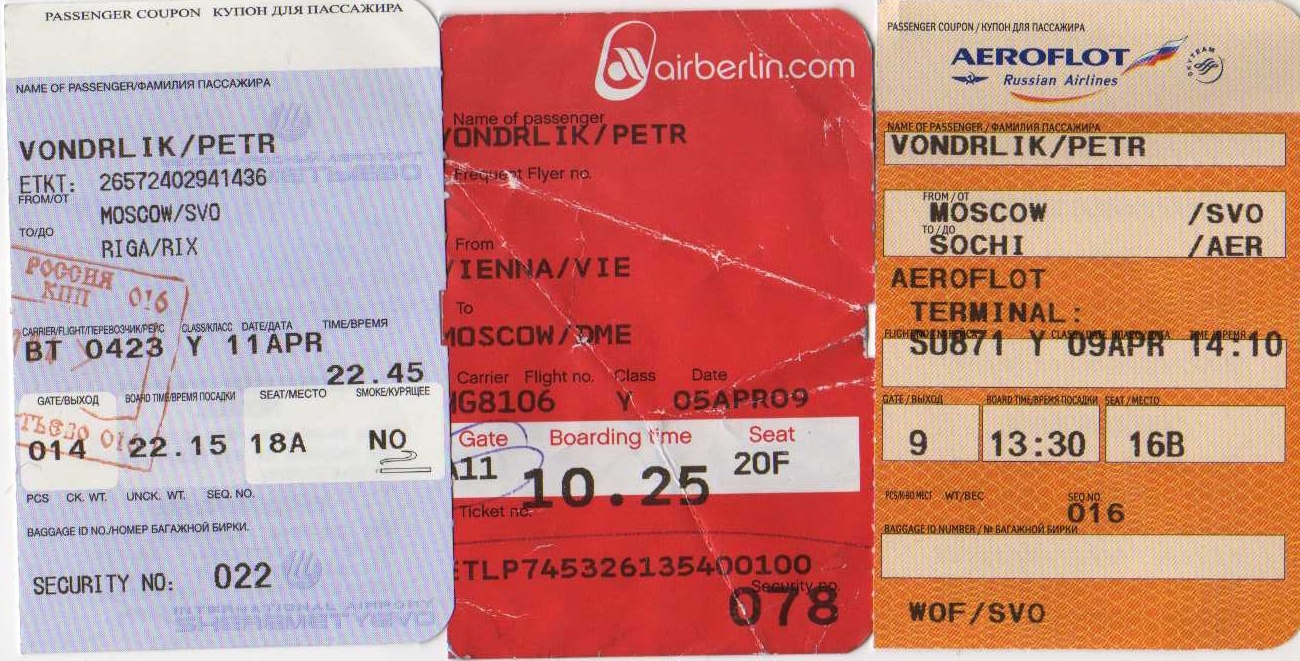 PASSENGER COUPON КУПОН ДЛЯ ПАССАЖИРА
NAME OF PASSENGER/ФАМИЛИЯ ПАССАЖИРА
VONDRLIK/PETR
ETKT: 26572402941436
FROM/ОТ
MOSCOW/SVO
TO/ДО
RIGA/RIX
РОССИЯ
КПП 016
CARRIER/FLIGHT/ПЕРЕВОЗЧИК/РЕЙС CLASS/КЛАСС DATE/ДАТА TIME/ВРЕМЯ
BT 0423 Y 11APR
22.45
GATE/ВЫХОД BOARD TIME/ВРЕМЯ ПОСАДКИ SEAT/МЕСТО SMOKE/КУРЯЩЕЕ
014 22.15 18A NO
PCS CK. WT. UNCK. WT. SEQ. NO.
BAGGAGE ID NO./НОМЕР БАГАЖНОЙ БИРКИ.
SECURITY NO: 022
airberlin.com
Name of passenger
VONDRLIK/PETR
Frequent Flyer no.
From
VIENNA/VIE
To
MOSCOW/DME
Carrier Flight no. Class Date
HG8106 Y 05APR09
Gate Boarding time Seat
A11 10.25 20F
Ticket no.
ETLP745326135400100
Security no.
078
PASSENGER COUPON / КУПОН ДЛЯ ПАССАЖИРА
AEROFLOT
Russian Airlines
SKYTEAM
NAME OF PASSENGER / ФАМИЛИЯ ПАССАЖИРА
VONDRLIK/PETR
FROM / ОТ
MOSCOW /SVO
TO / ДО
SOCHI /AER
AEROFLOT
TERMINAL:
SU871 Y 09APR 14.10
GATE / ВЫХОД BOARD TIME/ВРЕМЯ ПОСАДКИ SEAT / МЕСТО
9 13:30 16B
PCS/К-ВО МЕСТ WT/ВЕС SEQ NO.
016
BAGGAGE ID NUMBER / № БАГАЖНОЙ БИРКИ
WOF/SVO